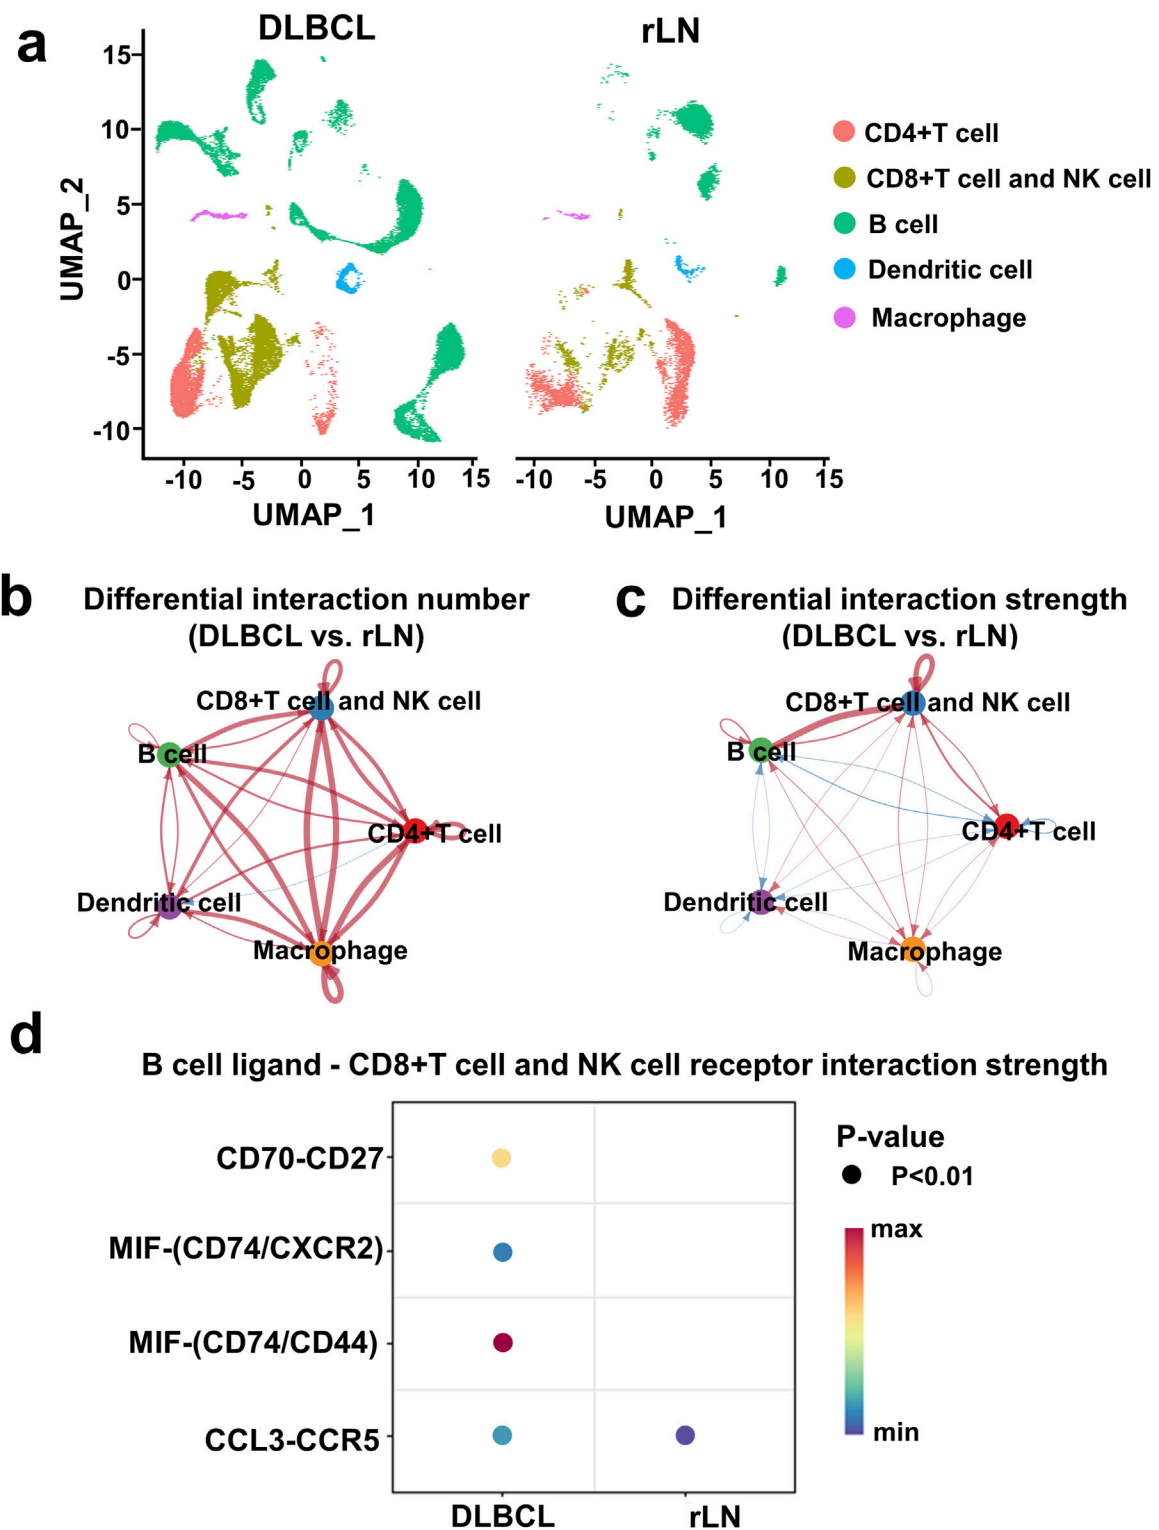 a
DLBCL
rLN
15
10
5
0
-5
-10
UMAP_2
-10 -5 0 5 10 15
UMAP_1
-10 -5 0 5 10 15
UMAP_1
CD4+T cell
CD8+T cell and NK cell
B cell
Dendritic cell
Macrophage
b
Differential interaction number
(DLBCL vs. rLN)
CD8+T cell and NK cell
B cell
CD4+T cell
Dendritic cell
Macrophage
c
Differential interaction strength
(DLBCL vs. rLN)
CD8+T cell and NK cell
B cell
CD4+T cell
Dendritic cell
Macrophage
d
B cell ligand - CD8+T cell and NK cell receptor interaction strength
CD70-CD27
MIF-(CD74/CXCR2)
MIF-(CD74/CD44)
CCL3-CCR5
DLBCL
rLN
P-value
P<0.01
max
min